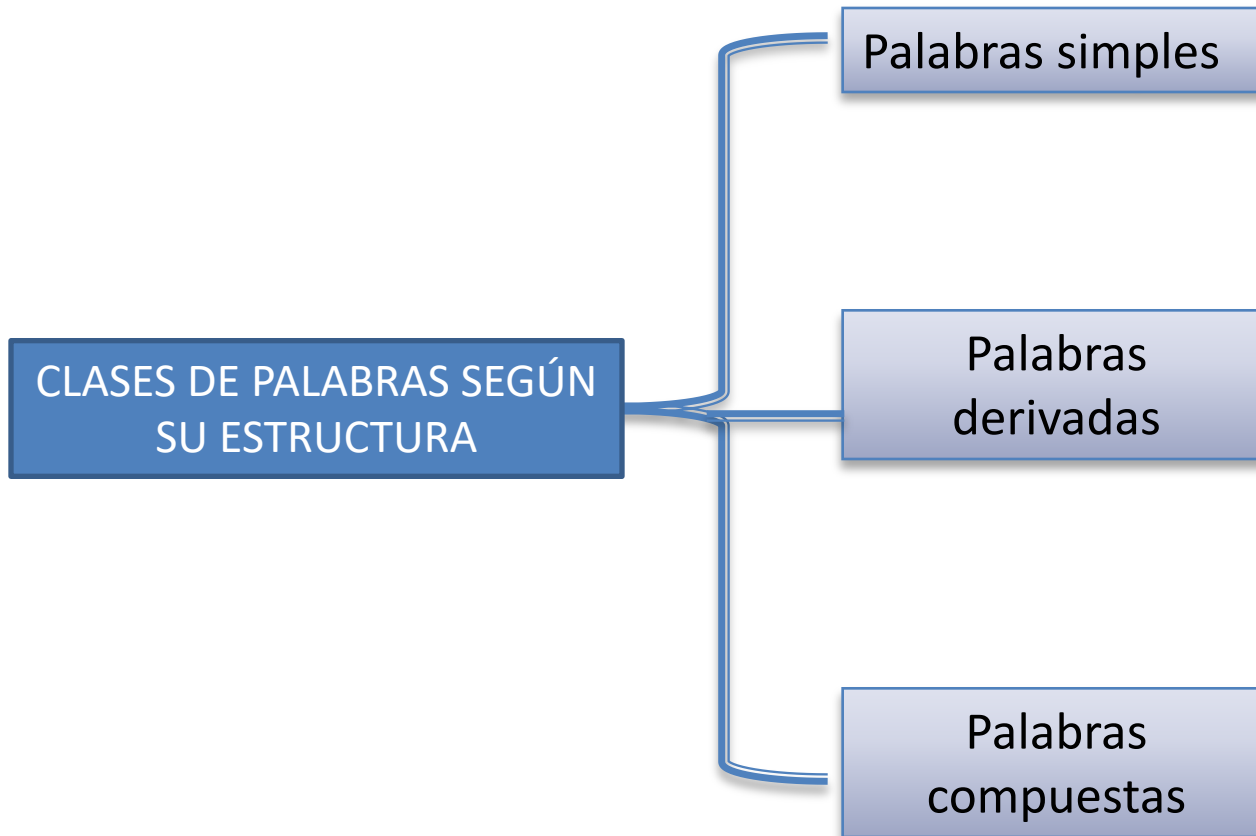 Palabras simples
CLASES DE PALABRAS SEGÚN
SU ESTRUCTURA
Palabras
derivadas
Palabras
compuestas